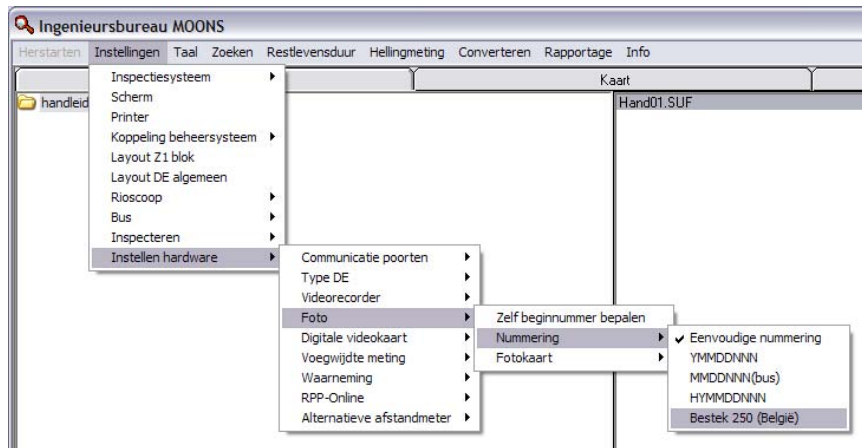 Ingenieursbureau MOONS
Herstarten Instellingen Taal Zoeken Restlevensduur Hellingmeting Converteren Rapportage Info
Kaart
handleid
Hand01.SUF
Inspectiesysteem
Scherm
Printer
Koppeling beheersysteem
Layout Z1 blok
Layout DE algemeen
Rioscoop
Bus
Inspecteren
Instellen hardware
Communicatie poorten
Type DE
Videorecorder
Foto
Digitale videokaart
Voegwijdte meting
Waarneming
RPP-Online
Alternatieve afstandmeter
Zelf beginnummer bepalen
Nummering
Fotokaart
Eenvoudige nummering
YMMDDNNN
MMDDNNN(bus)
HYMMDDNNN
Bestek 250 (België)